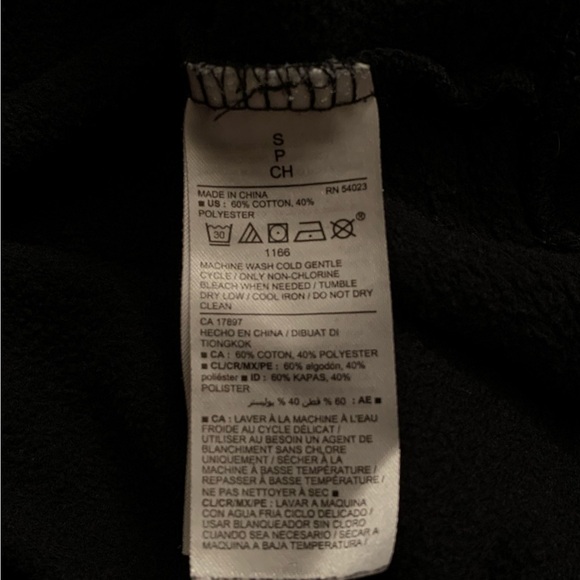 S
P
CH
MADE IN CHINA RN 54023
■ US : 60% COTTON, 40%
POLYESTER
30 ®
1166
MACHINE WASH COLD GENTLE
CYCLE / ONLY NON-CHLORINE
BLEACH WHEN NEEDED / TUMBLE
DRY LOW / COOL IRON / DO NOT DRY
CLEAN
CA 17897
HECHO EN CHINA / DIBUAT DI
TIONGKOK
■ CA : 60% COTON, 40% POLYESTER
■ CL/CR/MX/PE : 60% algodón, 40%
poliéster ■ ID : 60% KAPAS, 40%
POLISTER
■ AE : 60 % قطن 40 % بوليستر
■ CA : LAVER À LA MACHINE À L'EAU
FROIDE AU CYCLE DÉLICAT /
UTILISER AU BESOIN UN AGENT DE
BLANCHIMENT SANS CHLORE
UNIQUEMENT / SÉCHER À LA
MACHINE À BASSE TEMPÉRATURE /
REPASSER À BASSE TEMPÉRATURE /
NE PAS NETTOYER À SEC ■
CL/CR/MX/PE : LAVAR A MAQUINA
CON AGUA FRIA CICLO DELICADO /
USAR BLANQUEADOR SIN CLORO
CUANDO SEA NECESARIO / SECAR A
MAQUINA A BAJA TEMPERATURA /